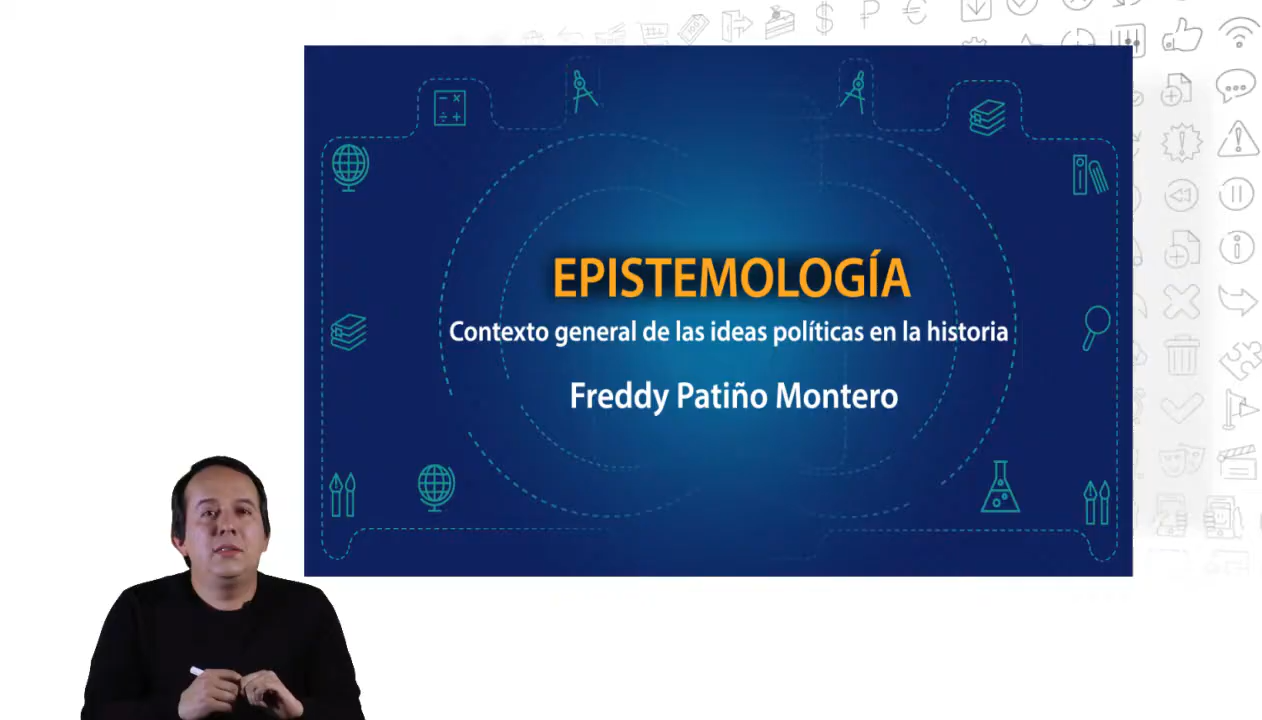 EPISTEMOLOGÍA
Contexto general de las ideas políticas en la historia
Freddy Patiño Montero